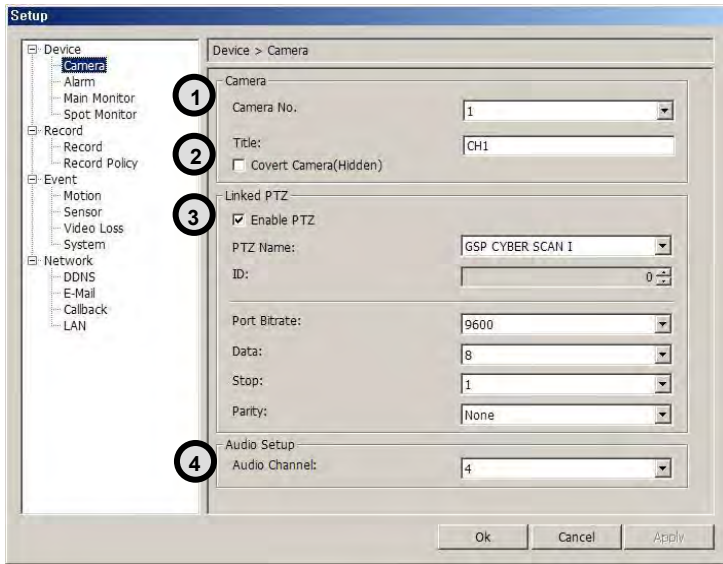 Setup
Device
Camera
Alarm
Main Monitor
Spot Monitor
Record
Record
Record Policy
Event
Motion
Sensor
Video Loss
System
Network
DDNS
E-Mail
Callback
LAN
Device > Camera
Camera
1
Camera No.
1
2
Title:
CH1
Covert Camera(Hidden)
Linked PTZ
3
Enable PTZ
PTZ Name:
GSP CYBER SCAN I
ID:
0
Port Bitrate:
9600
Data:
8
Stop:
1
Parity:
None
Audio Setup
4
Audio Channel:
4
Ok
Cancel
Apply